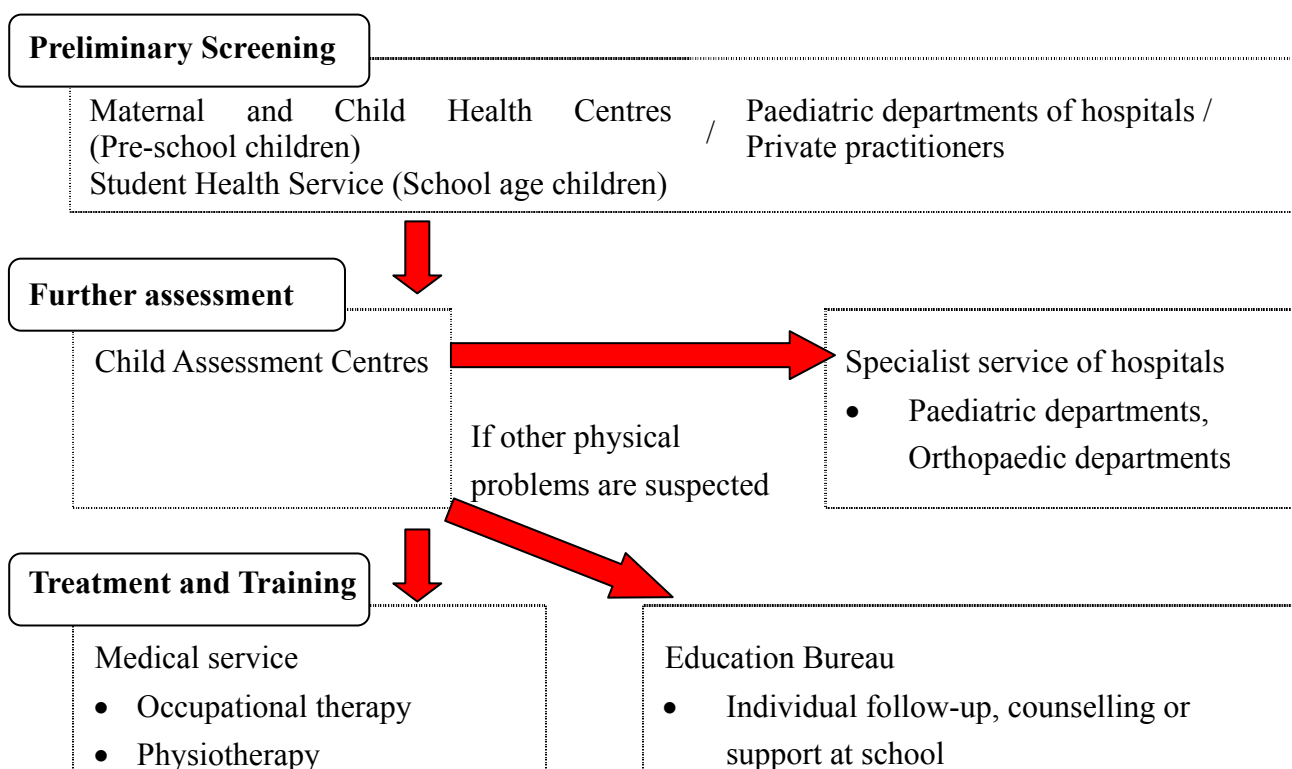 Preliminary Screening
Maternal and Child Health Centres
(Pre-school children)
Student Health Service (School age children)
/
Paediatric departments of hospitals /
Private practitioners
Further assessment
Child Assessment Centres
If other physical
problems are suspected
Specialist service of hospitals
• Paediatric departments,
Orthopaedic departments
Treatment and Training
Medical service
• Occupational therapy
• Physiotherapy
Education Bureau
• Individual follow-up, counselling or
support at school